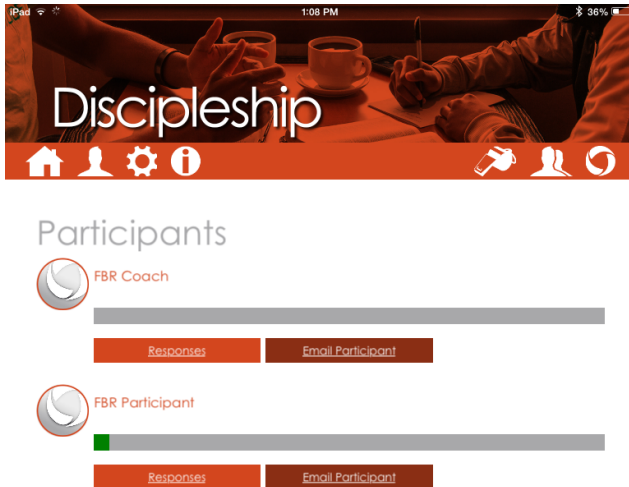 iPad 1:08 PM 36%
Discipleship
Participants
FBR Coach
Responses Email Participant
FBR Participant
Responses Email Participant